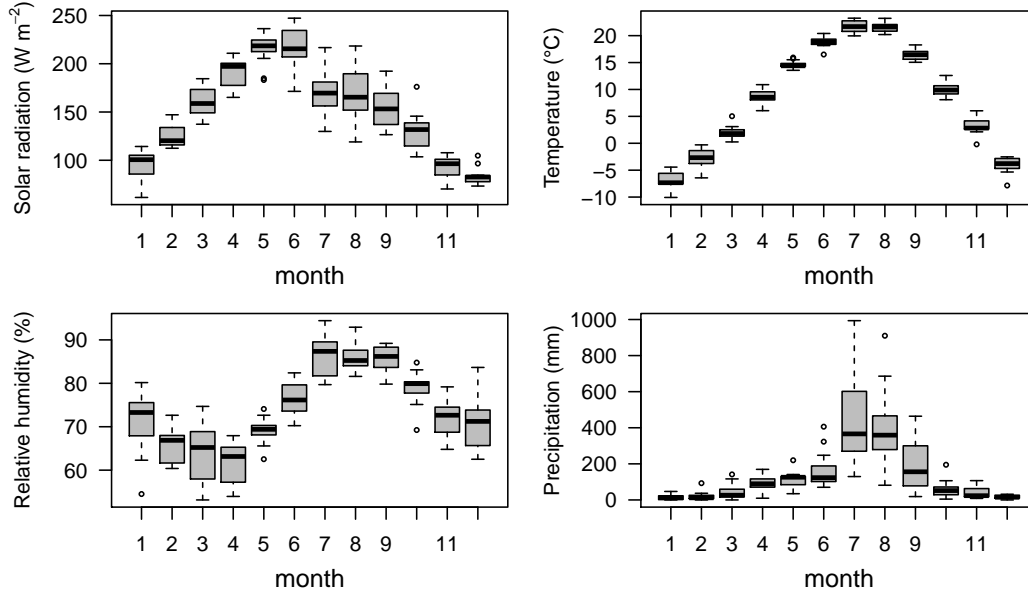 Solar radiation (W m−2)
250
200
150
100
1 2 3 4 5 6 7 8 9 11
month
Temperature (°C)
20
15
10
5
0
−5
−10
1 2 3 4 5 6 7 8 9 11
month
Relative humidity (%)
90
80
70
60
1 2 3 4 5 6 7 8 9 11
month
Precipitation (mm)
1000
800
600
400
200
0
1 2 3 4 5 6 7 8 9 11
month